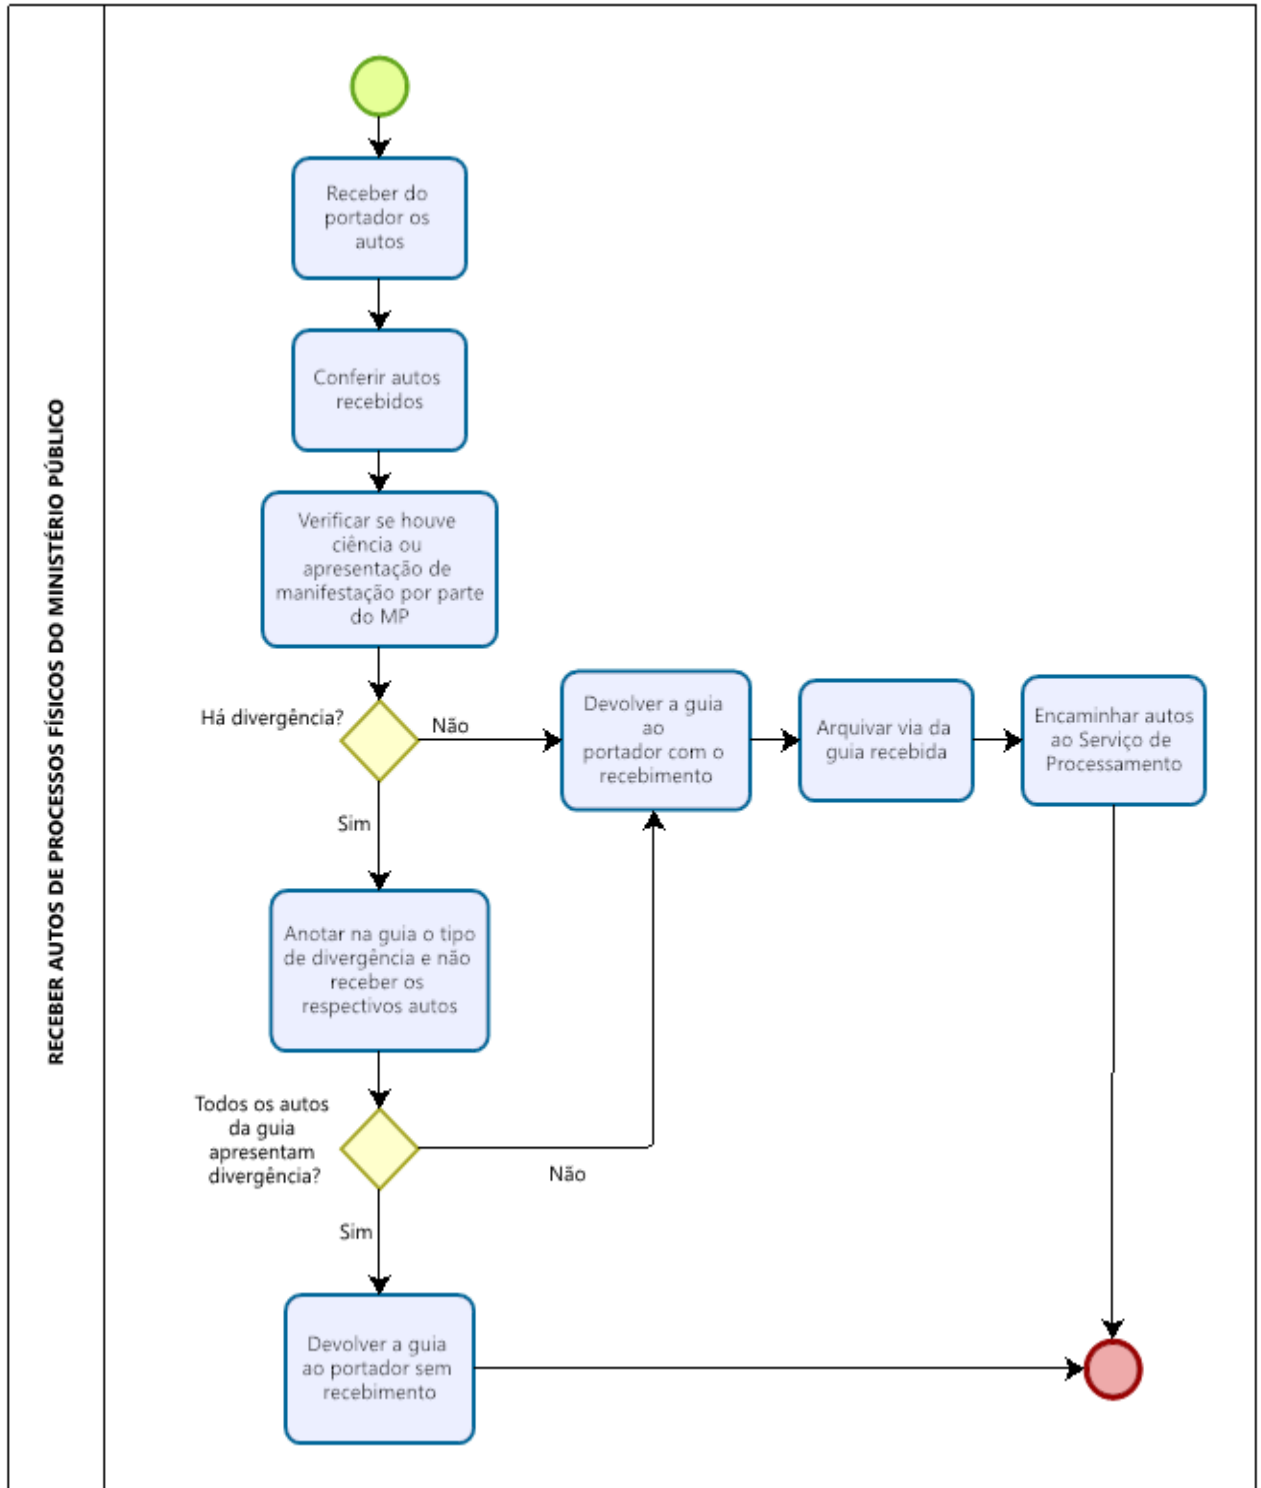 RECEBER AUTOS DE PROCESSOS FÍSICOS DO MINISTÉRIO PÚBLICO
Receber do
portador os
autos
Conferir autos
recebidos
Verificar se houve
ciência ou
apresentação de
manifestação por parte
do MP
Há divergência?
Não
Devolver a guia
ao
portador com o
recebimento
Arquivar via da
guia recebida
Encaminhar autos
ao Serviço de
Processamento
Sim
Anotar na guia o tipo
de divergência e não
receber os
respectivos autos
Todos os autos
da guia
apresentam
divergência?
Não
Sim
Devolver a guia
ao portador sem
recebimento